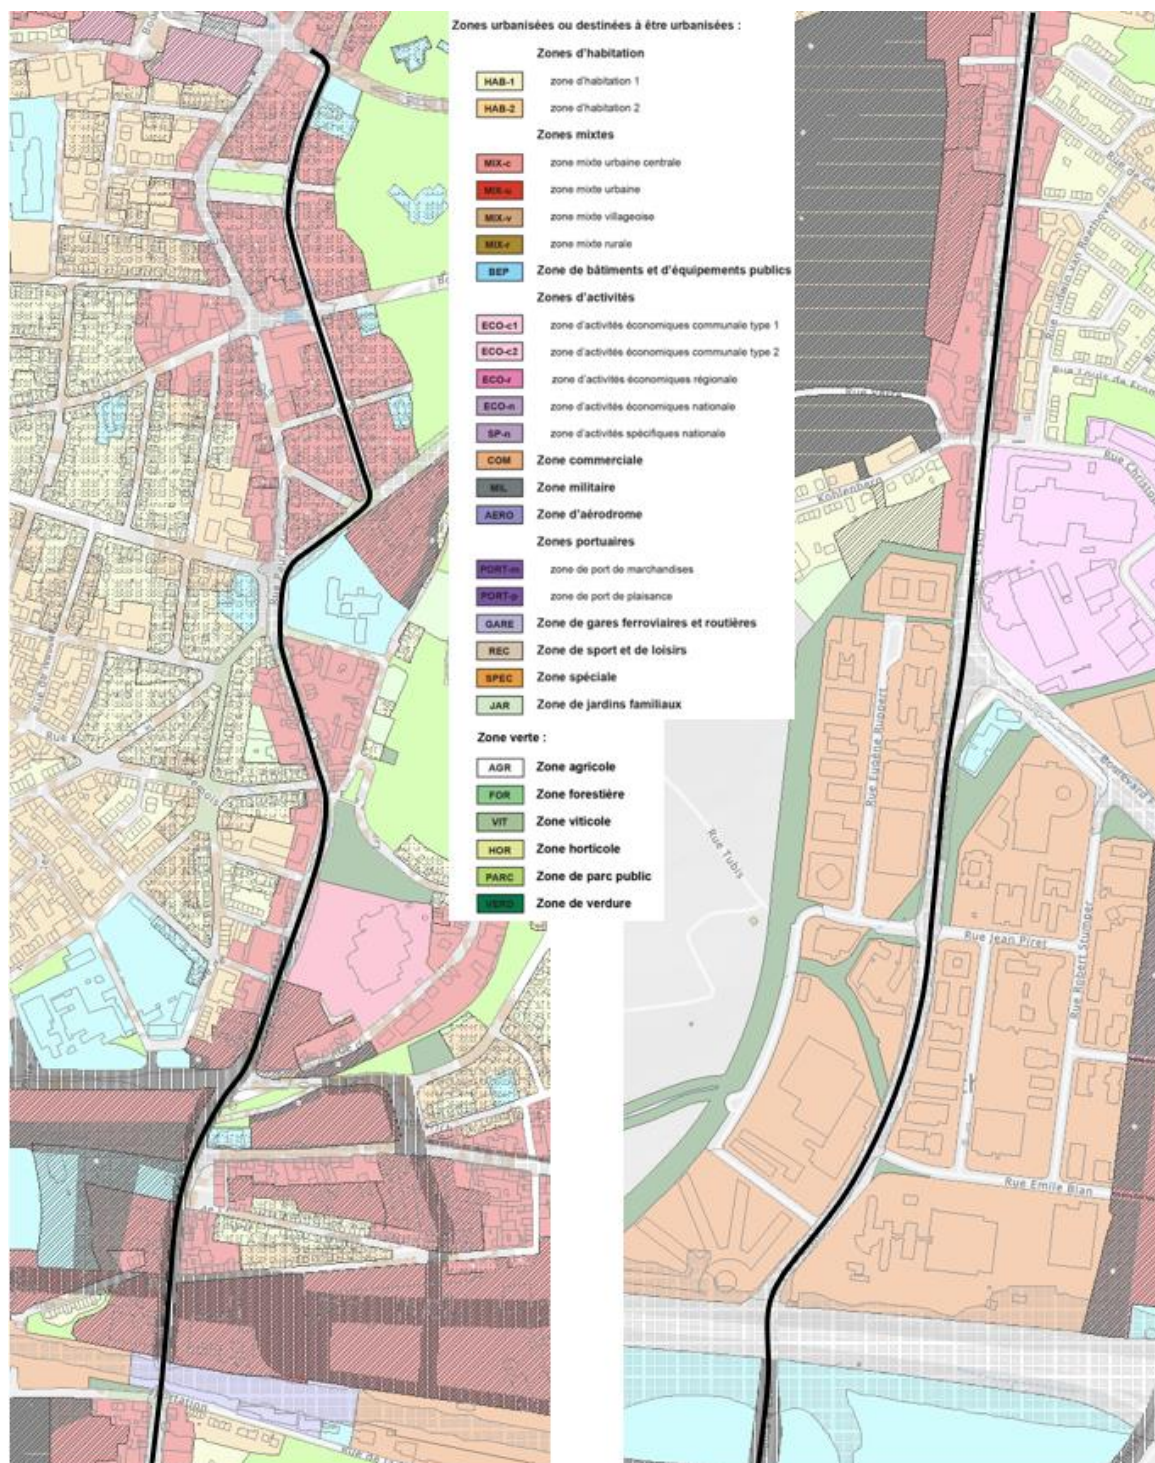 Zones urbanisées ou destinées à être urbanisées :
Zones d'habitation
HAB-1 zone d'habitation 1
HAB-2 zone d'habitation 2
Zones mixtes
MIX-c zone mixte urbaine centrale
MIX-u zone mixte urbaine
MIX-v zone mixte villageoise
MIX-r zone mixte rurale
BEP Zone de bâtiments et d'équipements publics
Zones d'activités
ECO-c1 zone d'activités économiques communale type 1
ECO-c2 zone d'activités économiques communale type 2
ECO-r zone d'activités économiques régionale
ECO-n zone d'activités économiques nationale
SP-n zone d'activités spécifiques nationale
COM Zone commerciale
MIL Zone militaire
AERO Zone d'aérodrome
Zones portuaires
PORT-m zone de port de marchandises
PORT-p zone de port de plaisance
GARE Zone de gares ferroviaires et routières
REC Zone de sport et de loisirs
SPEC Zone spéciale
JAR Zone de jardins familiaux
Zone verte :
AGR Zone agricole
FOR Zone forestière
VIT Zone viticole
HOR Zone horticole
PARC Zone de parc public
VERD Zone de verdure
Rue Ludwig van Beethoven
Kohlenberg
Rue Christop
Rue Eugène Ruppert
Boulevard
Rue Tubis
Rue Jean Piret
Rue Robert Stumper
Rue Emile Bian